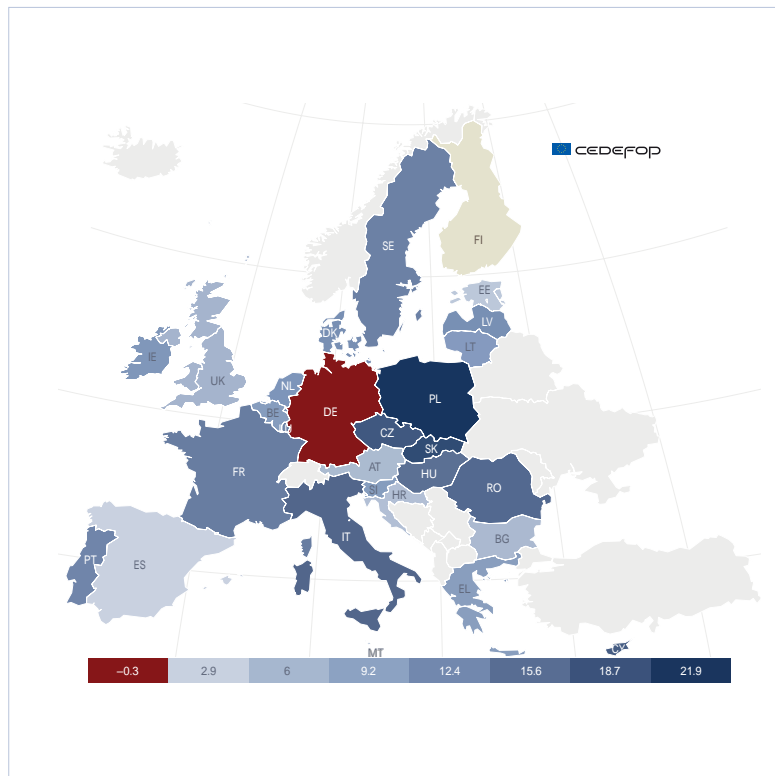 CEDEFOP
SE
FI
EE
DK
LV
IE
LT
UK
NL
DE
PL
BE
CZ
SK
FR
AT
HU
RO
SI
HR
IT
BG
PT
ES
EL
CY
MT
–0.3 2.9 6 9.2 12.4 15.6 18.7 21.9